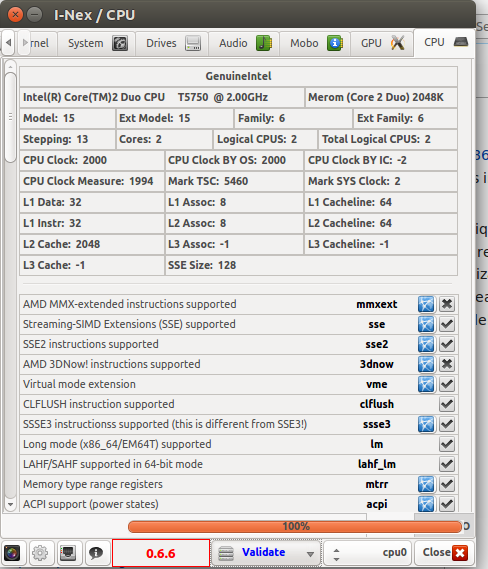 I-Nex / CPU
rnel System Drives Audio Mobo GPU CPU
GenuineIntel
Intel(R) Core(TM)2 Duo CPU T5750 @ 2.00GHz Merom (Core 2 Duo) 2048K
Model: 15 Ext Model: 15 Family: 6 Ext Family: 6
Stepping: 13 Cores: 2 Logical CPUS: 2 Total Logical CPUS: 2
CPU Clock: 2000 CPU Clock BY OS: 2000 CPU Clock BY IC: -2
CPU Clock Measure: 1994 Mark TSC: 5460 Mark SYS Clock: 2
L1 Data: 32 L1 Assoc: 8 L1 Cacheline: 64
L1 Instr: 32 L2 Assoc: 8 L2 Cacheline: 64
L2 Cache: 2048 L3 Assoc: -1 L3 Cacheline: -1
L3 Cache: -1 SSE Size: 128
AMD MMX-extended instructions supported mmxext
Streaming-SIMD Extensions (SSE) supported sse
SSE2 instructions supported sse2
AMD 3DNow! instructions supported 3dnow
Virtual mode extension vme
CLFLUSH instruction supported clflush
SSSE3 instructionss supported (this is different from SSE3!) ssse3
Long mode (x86_64/EM64T) supported lm
LAHF/SAHF supported in 64-bit mode lahf_lm
Memory type range registers mtrr
ACPI support (power states) acpi
100%
0.6.6 Validate cpu0 Close